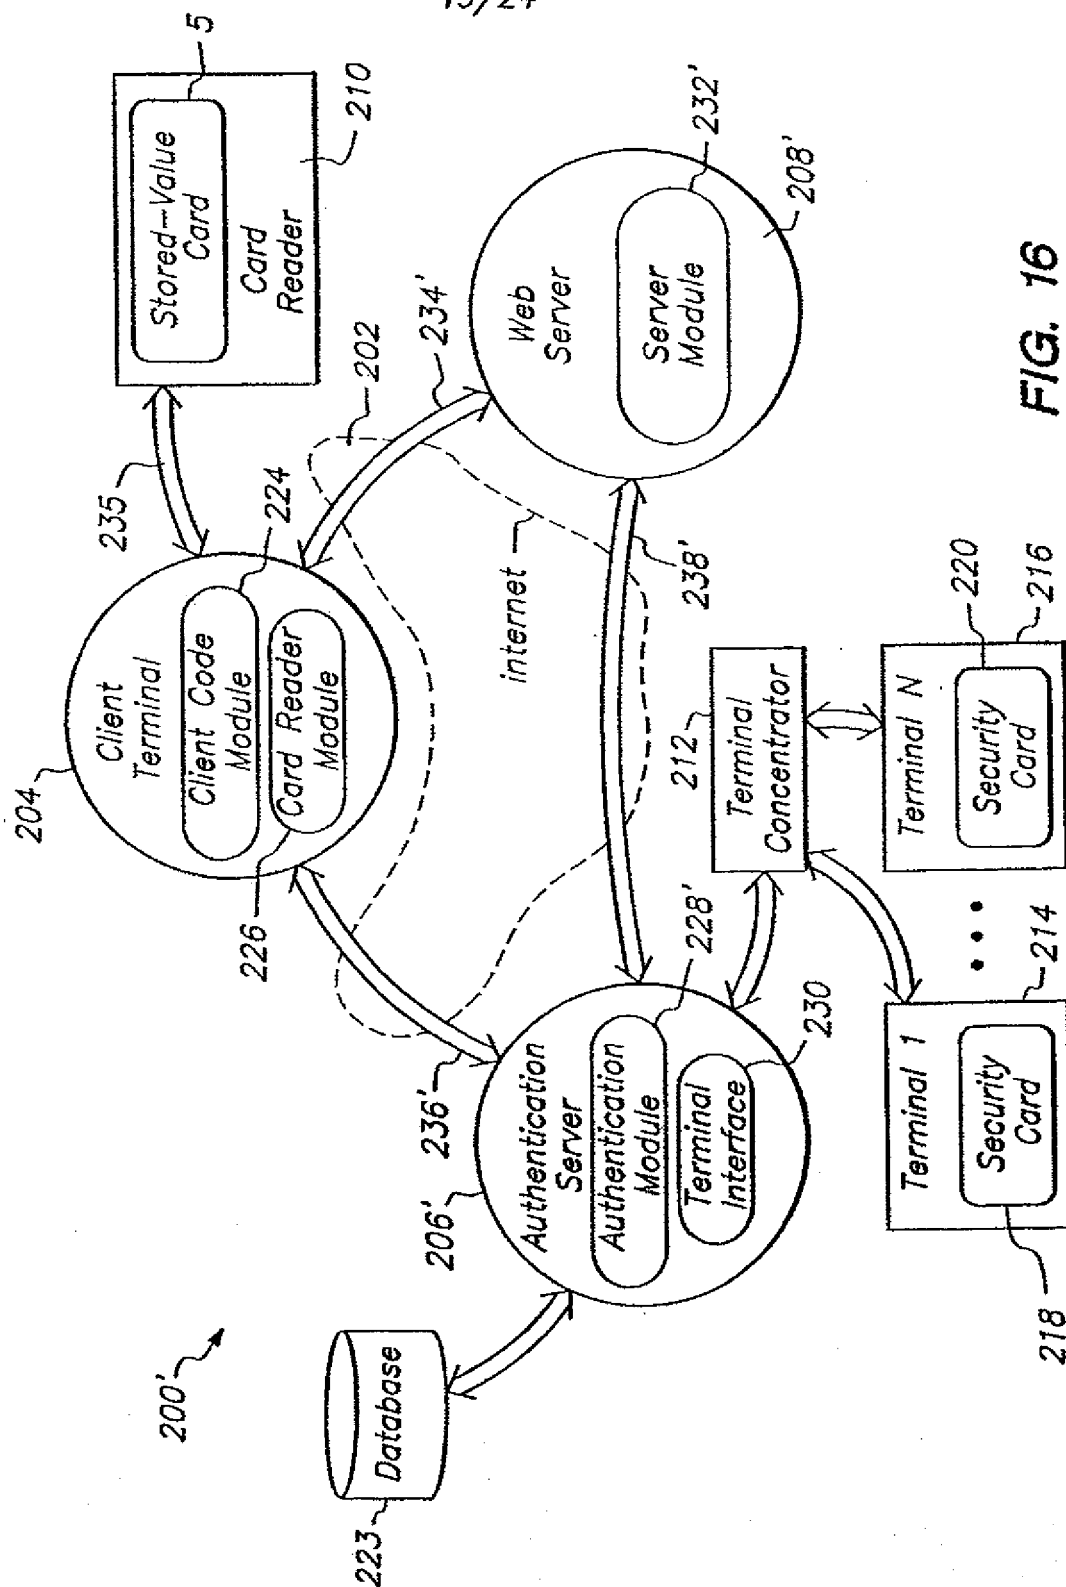 200'
204
Client
Terminal
Client Code
Module
224
Card Reader
Module
226
235
5
Stored-Value
Card
Card
Reader
210
234'
202
internet
Web
Server
Server
Module
232'
208'
238'
236'
206'
Authentication
Server
Authentication
Module
228'
Terminal
Interface
230
Database
223
212
Terminal
Concentrator
Terminal 1
Security
Card
218
214
Terminal N
Security
Card
220
216
FIG. 16